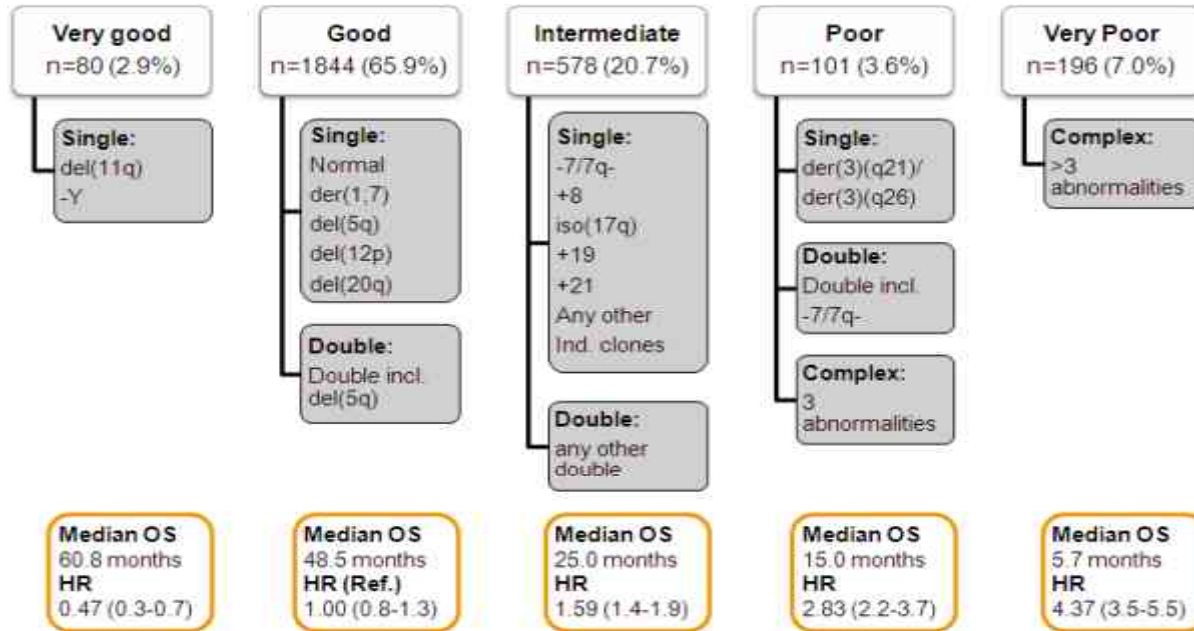 Very good
n=80 (2.9%)
Single:
del(11q)
-Y
Median OS
60.8 months
HR
0.47 (0.3-0.7)
Good
n=1844 (65.9%)
Single:
Normal
der(1;7)
del(5q)
del(12p)
del(20q)
Double:
Double incl.
del(5q)
Median OS
48.5 months
HR (Ref.)
1.00 (0.8-1.3)
Intermediate
n=578 (20.7%)
Single:
-7/7q-
+8
iso(17q)
+19
+21
Any other
Ind. clones
Double:
any other
double
Median OS
25.0 months
HR
1.59 (1.4-1.9)
Poor
n=101 (3.6%)
Single:
der(3)(q21)/
der(3)(q26)
Double:
Double incl.
-7/7q-
Complex:
3
abnormalities
Median OS
15.0 months
HR
2.83 (2.2-3.7)
Very Poor
n=196 (7.0%)
Complex:
>3
abnormalities
Median OS
5.7 months
HR
4.37 (3.5-5.5)